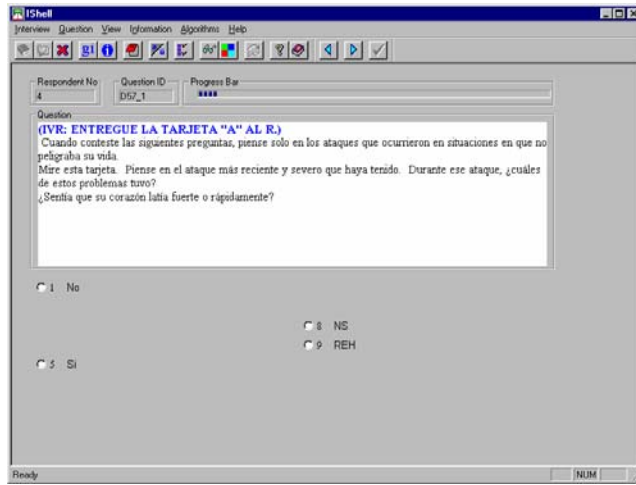 IShell
Interview Question View Information Algorithms Help
Respondent No
Question ID
Progress Bar
4
D57_1
Question
(IVR: ENTREGUE LA TARJETA "A" AL R.)
Cuando conteste las siguientes preguntas, piense solo en los ataques que ocurrieron en situaciones en que no
peligraba su vida.
Mire esta tarjeta. Piense en el ataque más reciente y severo que haya tenido. Durante ese ataque, ¿cuáles
de estos problemas tuvo?
¿Sentía que su corazón latía fuerte o rápidamente?
1 No
8 NS
9 REH
5 Sí
Ready
NUM